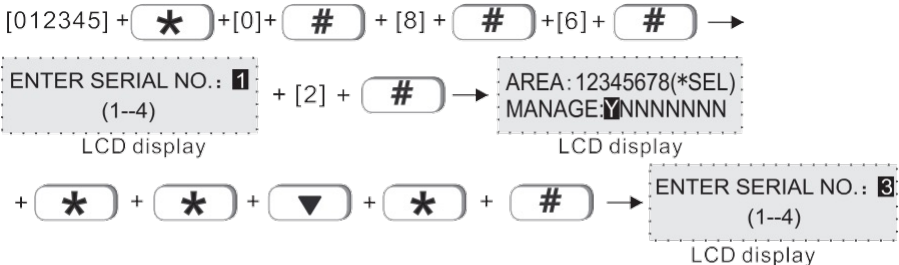 [012345] + * +[0]+ # + [8] + # +[6]+ # →
ENTER SERIAL NO.: 1
(1--4)
LCD display
+ [2] + # →
AREA:12345678(*SEL)
MANAGE:YNNNNNNN
LCD display
+ * + * + ▼ + * + # →
ENTER SERIAL NO.: 3
(1--4)
LCD display